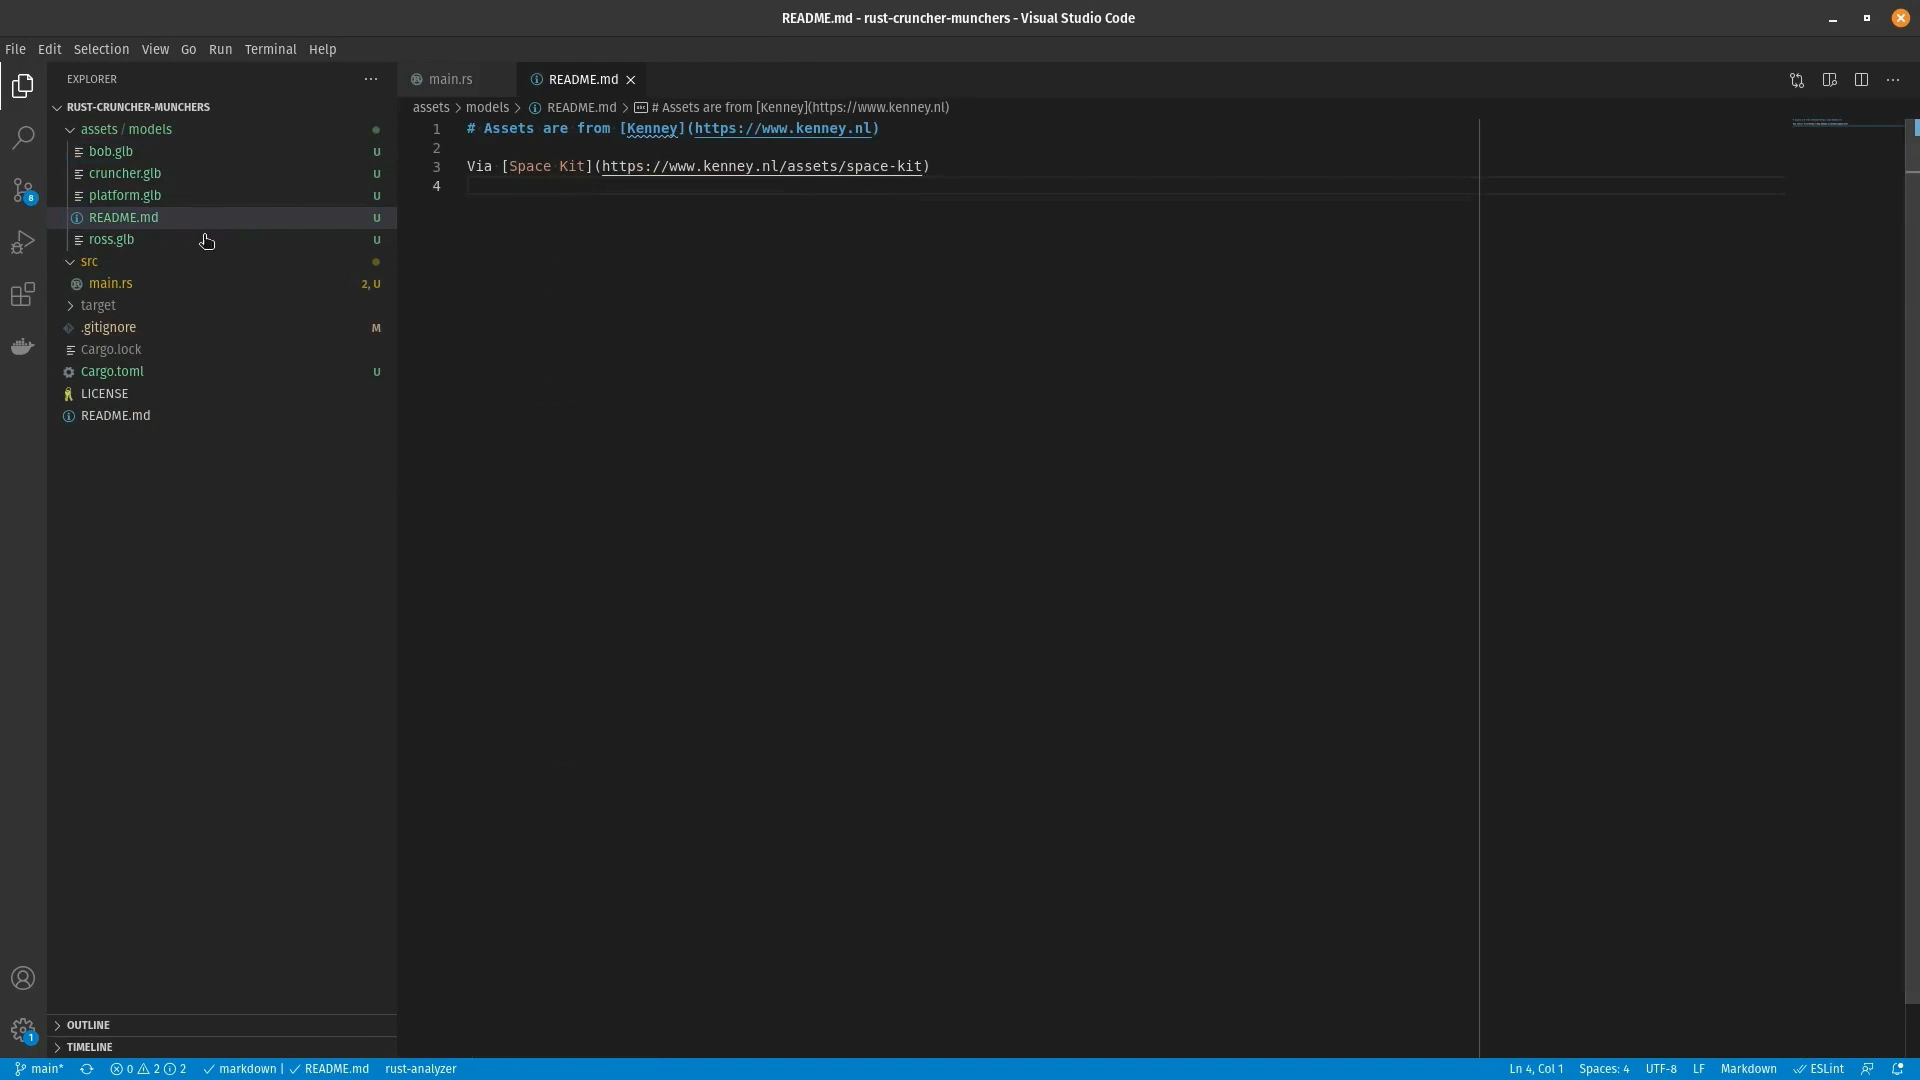 README.md - rust-cruncher-munchers - Visual Studio Code
File Edit Selection View Go Run Terminal Help
EXPLORER
RUST-CRUNCHER-MUNCHERS
assets / models
bob.glb U
cruncher.glb U
platform.glb U
README.md U
ross.glb U
src
main.rs 2, U
target
.gitignore M
Cargo.lock
Cargo.toml U
LICENSE
README.md
OUTLINE
TIMELINE
8
1
main.rs README.md
assets > models > README.md > # Assets are from [Kenney](https://www.kenney.nl)
1 # Assets are from [Kenney](https://www.kenney.nl)
2
3 Via [Space Kit](https://www.kenney.nl/assets/space-kit)
4
main* 0 2 2 markdown | README.md rust-analyzer Ln 4, Col 1 Spaces: 4 UTF-8 LF Markdown ESLint